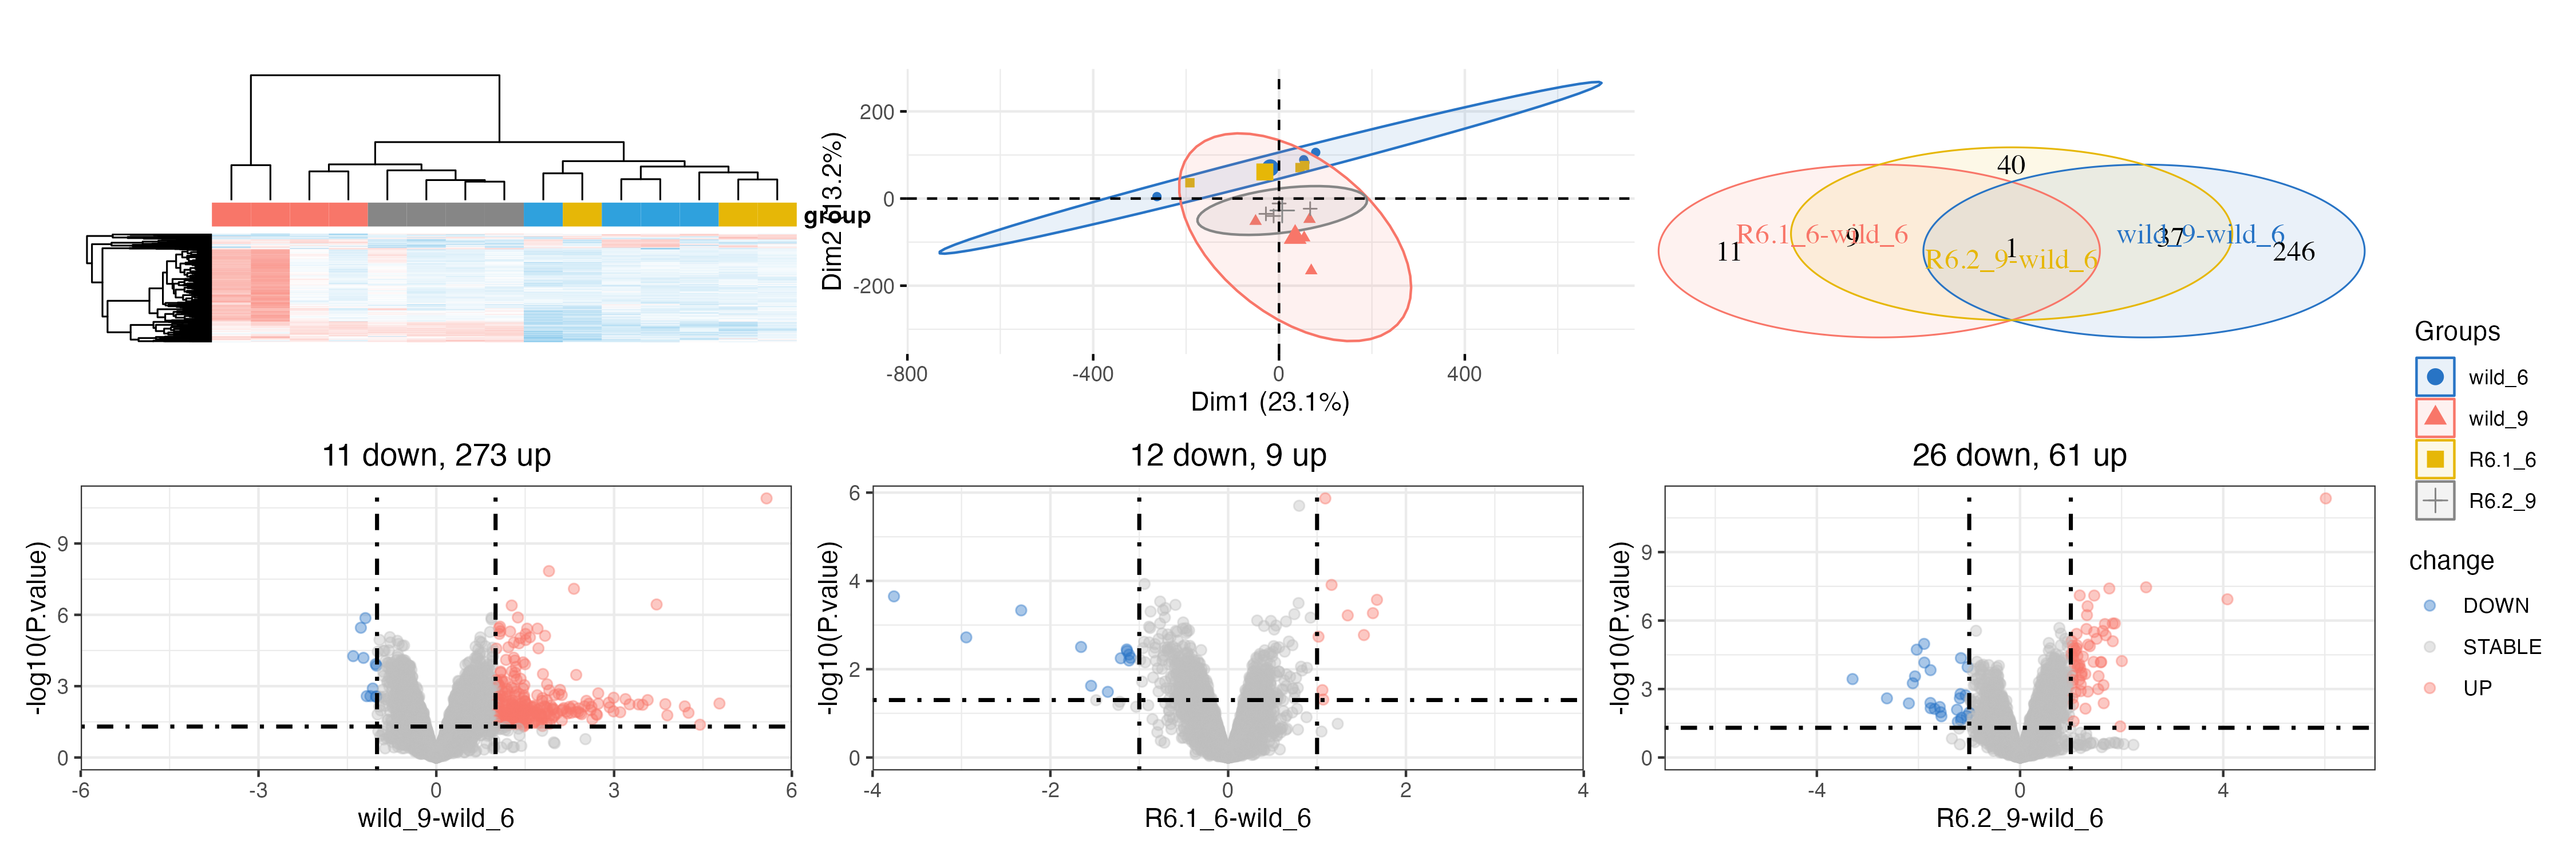 group
200
0
-200
Dim2 (13.2%)
-800
-400
0
400
Dim1 (23.1%)
40
R6.1_6-wild_6
wild_9-wild_6
11
9
1
37
246
R6.2_9-wild_6
Groups
wild_6
wild_9
R6.1_6
R6.2_9
change
DOWN
STABLE
UP
11 down, 273 up
-log10(P.value)
9
6
3
0
-6
-3
0
3
6
wild_9-wild_6
12 down, 9 up
-log10(P.value)
6
4
2
0
-4
-2
0
2
4
R6.1_6-wild_6
26 down, 61 up
-log10(P.value)
9
6
3
0
-4
0
4
R6.2_9-wild_6